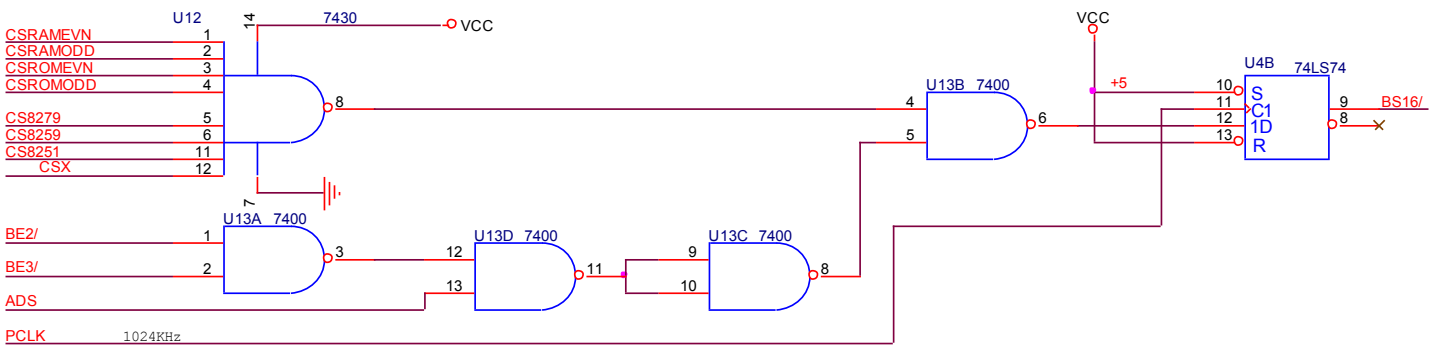 U12
14
7430
VCC
CSRAMEVN 1
CSRAMODD 2
CSROMEVN 3
CSROMODD 4
CS8279 5
CS8259 6
CS8251 11
CSX 12
8
7
U13B 7400
4
5
6
VCC
+5
U4B 74LS74
10 S
11 C1
12 1D
13 R
9 BS16/
8
U13A 7400
BE2/ 1
BE3/ 2
3
U13D 7400
12
13
11
U13C 7400
9
10
8
ADS
PCLK 1024KHz